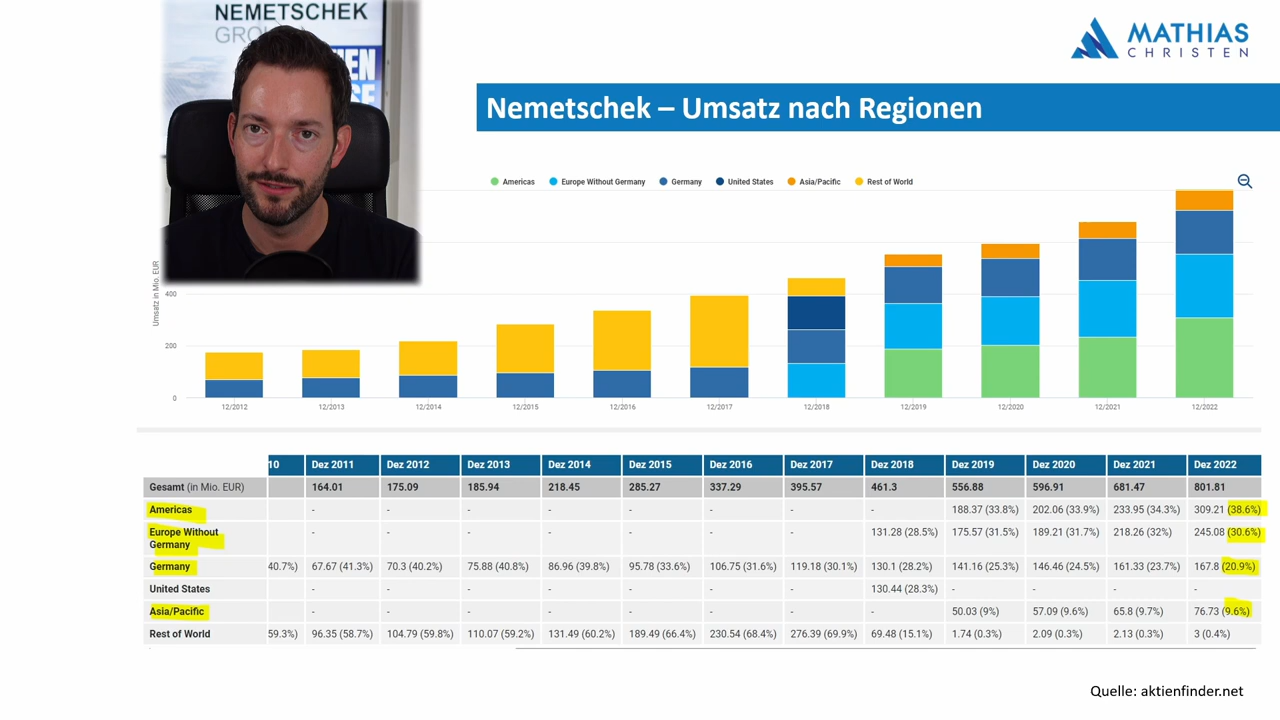 NEMETSCHEK
GRO
MATHIAS
CHRISTEN
Nemetschek – Umsatz nach Regionen
Americas Europe Without Germany Germany United States Asia/Pacific Rest of World
Umsatz in Mio. EUR
400
200
0
12/2012 12/2013 12/2014 12/2015 12/2016 12/2017 12/2018 12/2019 12/2020 12/2021 12/2022
10 Dez 2011 Dez 2012 Dez 2013 Dez 2014 Dez 2015 Dez 2016 Dez 2017 Dez 2018 Dez 2019 Dez 2020 Dez 2021 Dez 2022
Gesamt (in Mio. EUR) 164.01 175.09 185.94 218.45 285.27 337.29 395.57 461.3 556.88 596.91 681.47 801.81
Americas - - - - - - - - 188.37 (33.8%) 202.06 (33.9%) 233.95 (34.3%) 309.21 (38.6%)
Europe Without
Germany - - - - - - - 131.28 (28.5%) 175.57 (31.5%) 189.21 (31.7%) 218.26 (32%) 245.08 (30.6%)
Germany 40.7%) 67.67 (41.3%) 70.3 (40.2%) 75.88 (40.8%) 86.96 (39.8%) 95.78 (33.6%) 106.75 (31.6%) 119.18 (30.1%) 130.1 (28.2%) 141.16 (25.3%) 146.46 (24.5%) 161.33 (23.7%) 167.8 (20.9%)
United States - - - - - - - 130.44 (28.3%) - - - -
Asia/Pacific - - - - - - - - 50.03 (9%) 57.09 (9.6%) 65.8 (9.7%) 76.73 (9.6%)
Rest of World 59.3%) 96.35 (58.7%) 104.79 (59.8%) 110.07 (59.2%) 131.49 (60.2%) 189.49 (66.4%) 230.54 (68.4%) 276.39 (69.9%) 69.48 (15.1%) 1.74 (0.3%) 2.09 (0.3%) 2.13 (0.3%) 3 (0.4%)
Quelle: aktienfinder.net